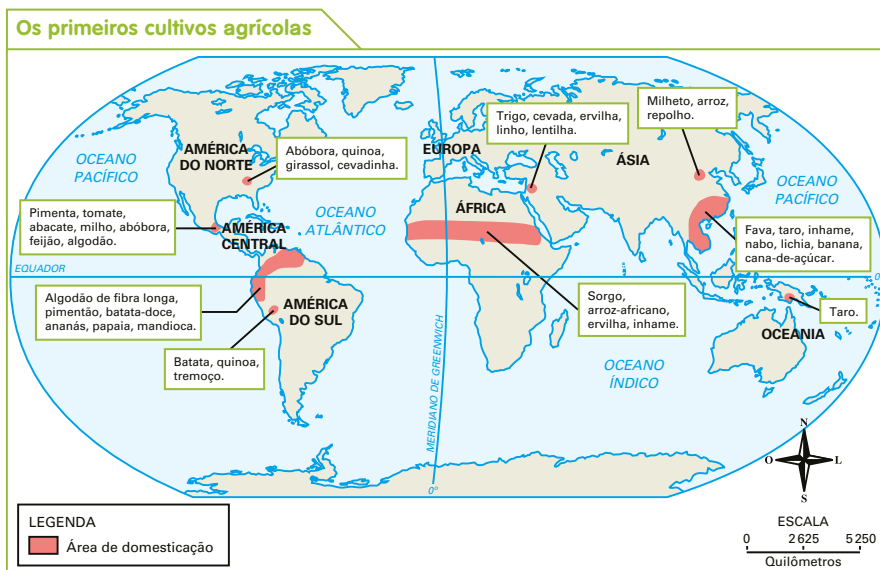 Os primeiros cultivos agrícolas
OCEANO
PACÍFICO
AMÉRICA
DO NORTE
Abóbora, quinoa,
girassol, cevadinha.
Pimenta, tomate,
abacate, milho, abóbora,
feijão, algodão.
AMÉRICA
CENTRAL
OCEANO
ATLÂNTICO
EUROPA
Trigo, cevada, ervilha,
linho, lentilha.
Milheto, arroz,
repolho.
ÁSIA
OCEANO
PACÍFICO
ÁFRICA
Fava, taro, inhame,
nabo, lichia, banana,
cana-de-açúcar.
EQUADOR
0°
Algodão de fibra longa,
pimentão, batata-doce,
ananás, papaia, mandioca.
AMÉRICA
DO SUL
Batata, quinoa,
tremoço.
Sorgo,
arroz-africano,
ervilha, inhame.
Taro.
OCEANIA
OCEANO
ÍNDICO
MERIDIANO DE GREENWICH
0°
N
O
L
S
LEGENDA
Área de domesticação
ESCALA
0 2 625 5 250
Quilômetros